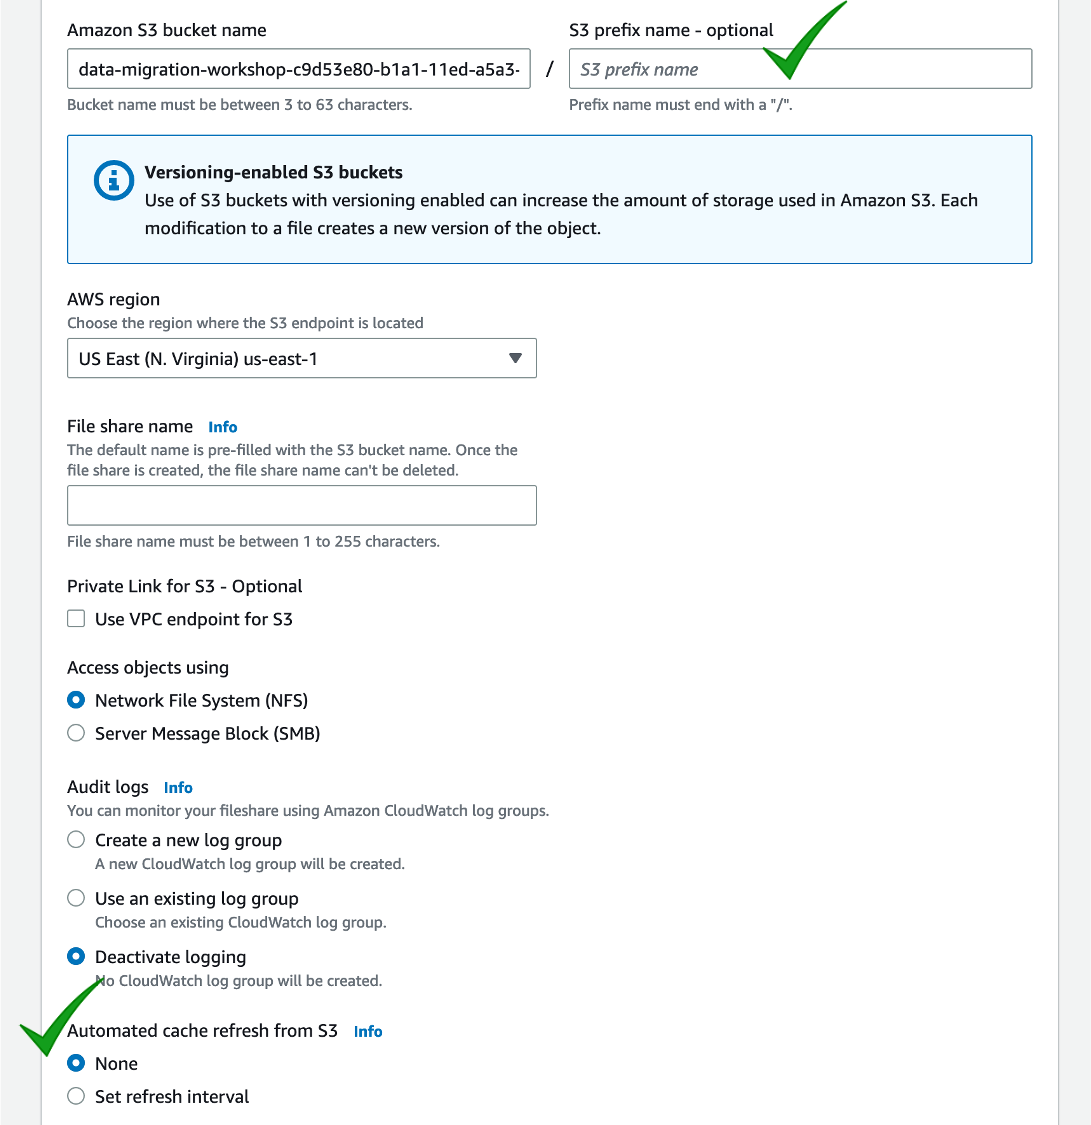 Amazon S3 bucket name
S3 prefix name - optional
data-migration-workshop-c9d53e80-b1a1-11ed-a5a3-
/
S3 prefix name
Bucket name must be between 3 to 63 characters.
Prefix name must end with a "/".
Versioning-enabled S3 buckets
Use of S3 buckets with versioning enabled can increase the amount of storage used in Amazon S3. Each
modification to a file creates a new version of the object.
AWS region
Choose the region where the S3 endpoint is located
US East (N. Virginia) us-east-1
File share name Info
The default name is pre-filled with the S3 bucket name. Once the
file share is created, the file share name can't be deleted.
File share name must be between 1 to 255 characters.
Private Link for S3 - Optional
Use VPC endpoint for S3
Access objects using
Network File System (NFS)
Server Message Block (SMB)
Audit logs Info
You can monitor your fileshare using Amazon CloudWatch log groups.
Create a new log group
A new CloudWatch log group will be created.
Use an existing log group
Choose an existing CloudWatch log group.
Deactivate logging
No CloudWatch log group will be created.
Automated cache refresh from S3 Info
None
Set refresh interval